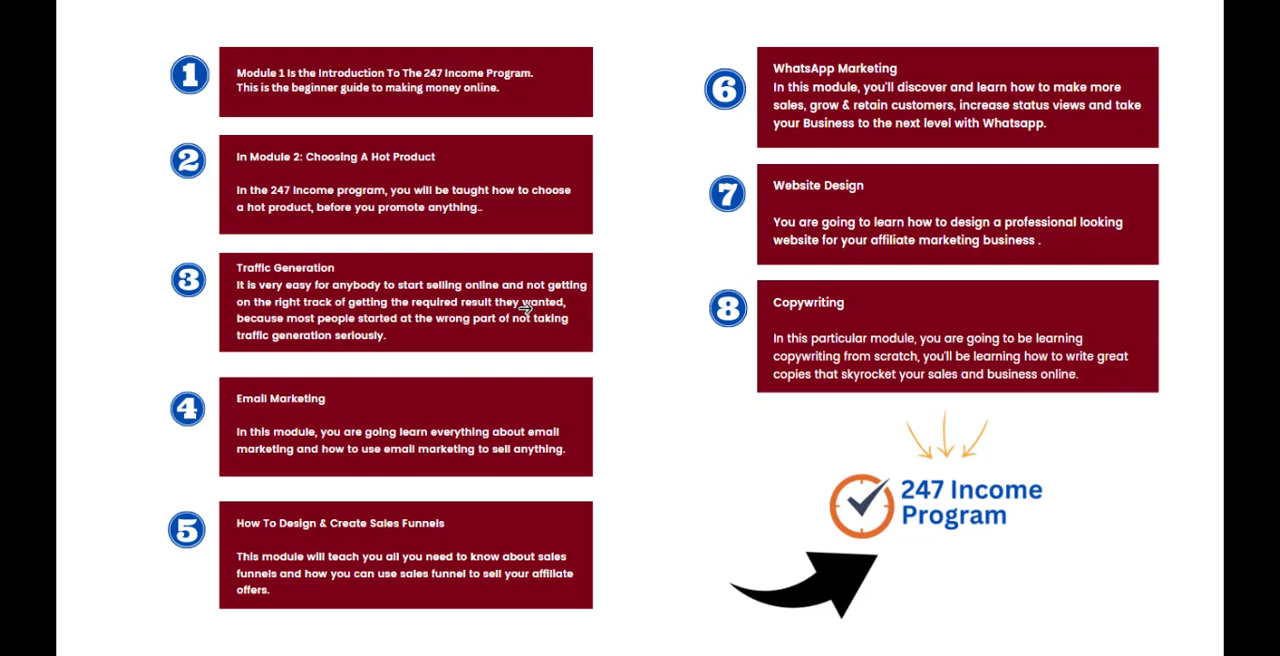 1
Module 1 Is the Introduction To The 247 Income Program.
This is the beginner guide to making money online.
2
In Module 2: Choosing A Hot Product
In the 247 Income program, you will be taught how to choose
a hot product, before you promote anything..
3
Traffic Generation
It is very easy for anybody to start selling online and not getting
on the right track of getting the required result they wanted,
because most people started at the wrong part of not taking
traffic generation seriously.
4
Email Marketing
In this module, you are going learn everything about email
marketing and how to use email marketing to sell anything.
5
How To Design & Create Sales Funnels
This module will teach you all you need to know about sales
funnels and how you can use sales funnel to sell your affiliate
offers.
6
WhatsApp Marketing
In this module, you'll discover and learn how to make more
sales, grow & retain customers, increase status views and take
your Business to the next level with Whatsapp.
7
Website Design
You are going to learn how to design a professional looking
website for your affiliate marketing business .
8
Copywriting
In this particular module, you are going to be learning
copywriting from scratch, you'll be learning how to write great
copies that skyrocket your sales and business online.
247 Income
Program